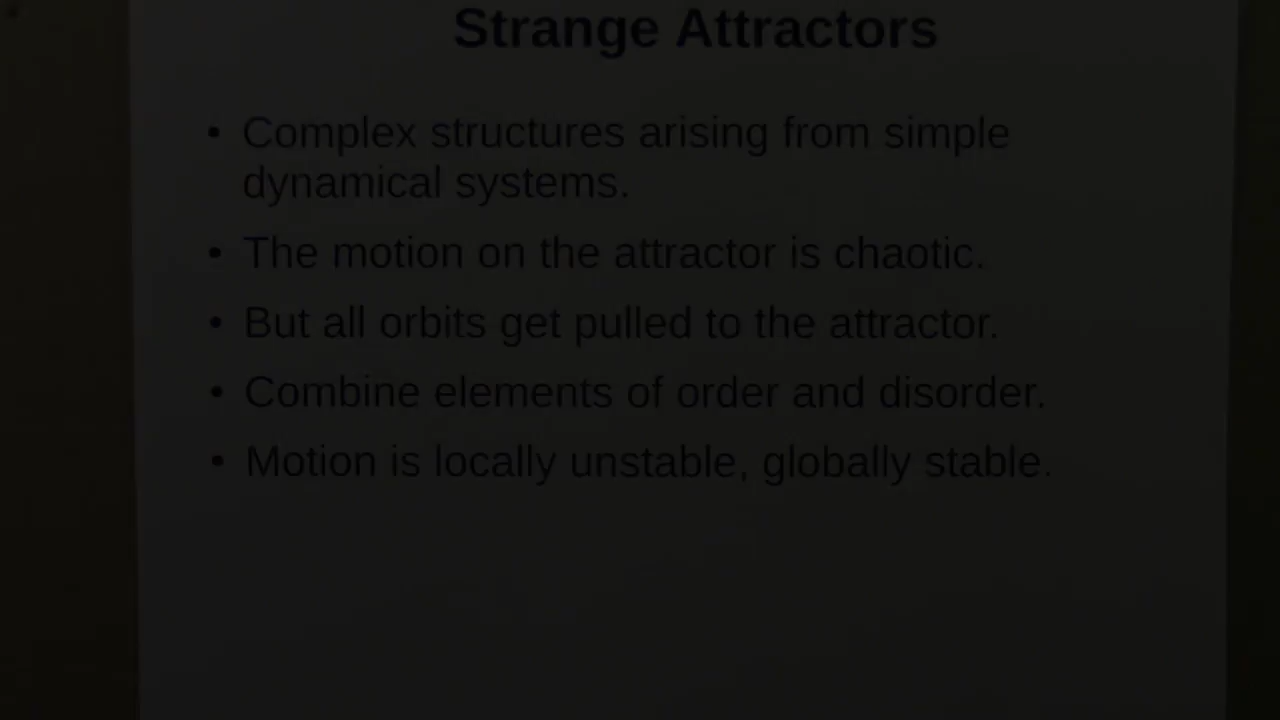 Strange Attractors
• Complex structures arising from simple
dynamical systems.
• The motion on the attractor is chaotic.
• But all orbits get pulled to the attractor.
• Combine elements of order and disorder.
• Motion is locally unstable, globally stable.